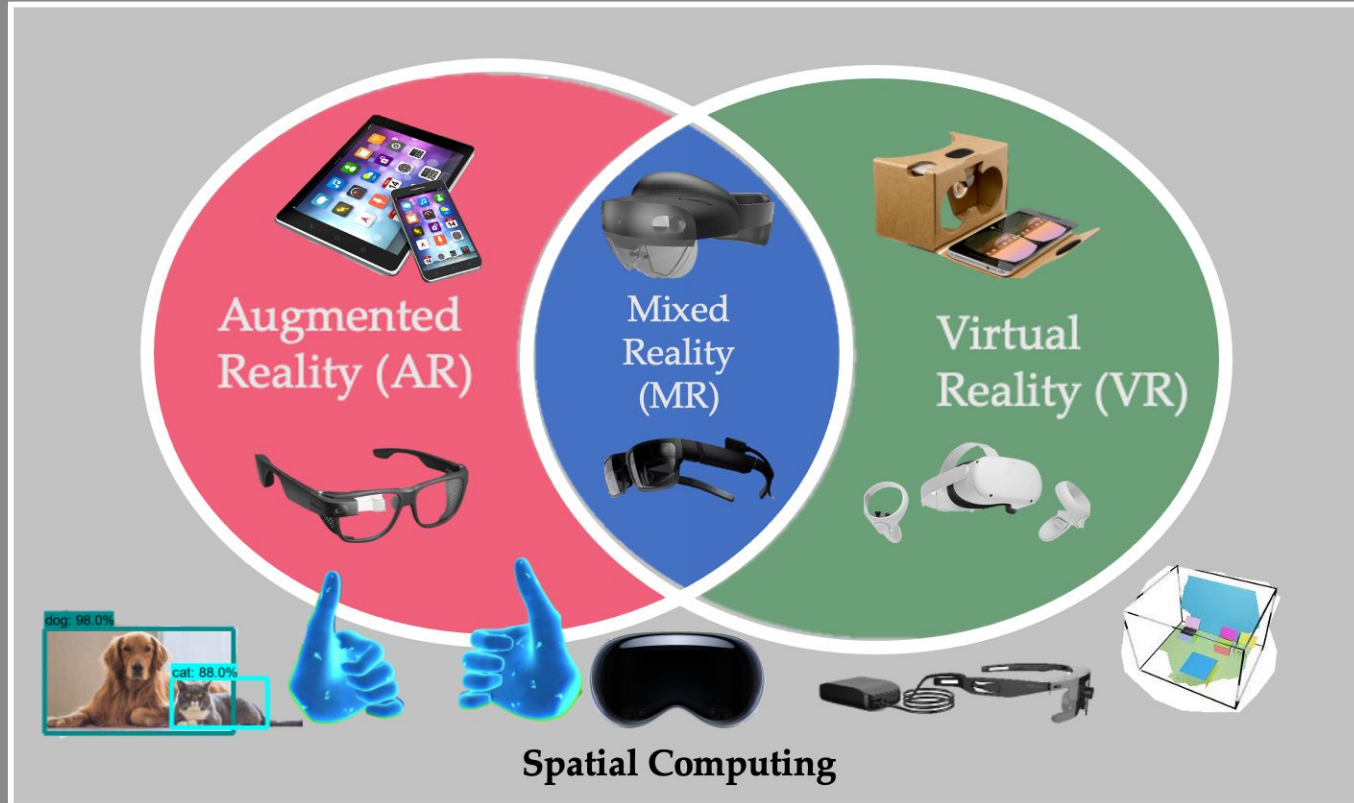 Augmented
Reality (AR)
Mixed
Reality
(MR)
Virtual
Reality (VR)
dog: 98.0%
cat: 88.0%
Spatial Computing